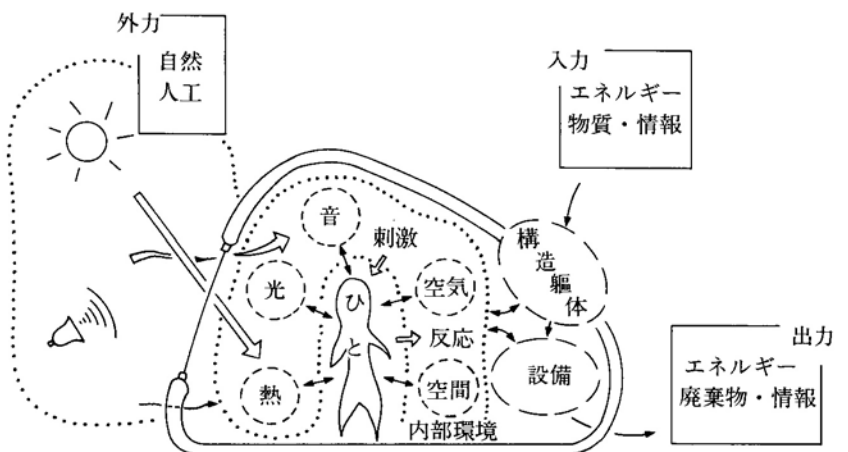 外力
自然
人工
入力
エネルギー
物質・情報
音
刺激
光
ひと
空気
反応
熱
空間
内部環境
構造躯体
設備
出力
エネルギー
廃棄物・情報